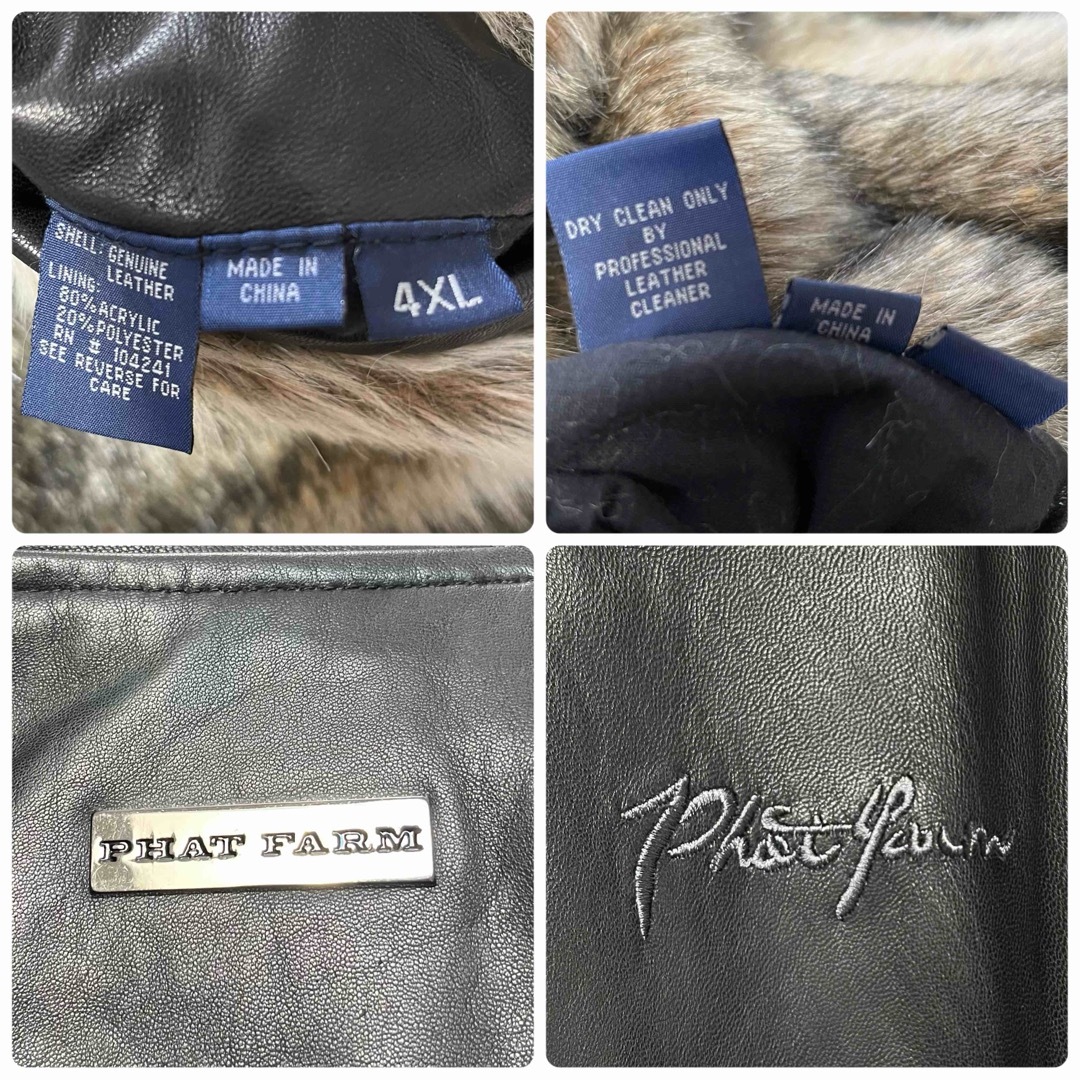 SHELL: GENUINE
LEATHER
LINING:
80% ACRYLIC
20% POLYESTER
RN # 104241
SEE REVERSE FOR
CARE
MADE IN
CHINA
4XL
DRY CLEAN ONLY
BY
PROFESSIONAL
LEATHER
CLEANER
MADE IN
CHINA
PHAT FARM
Phat